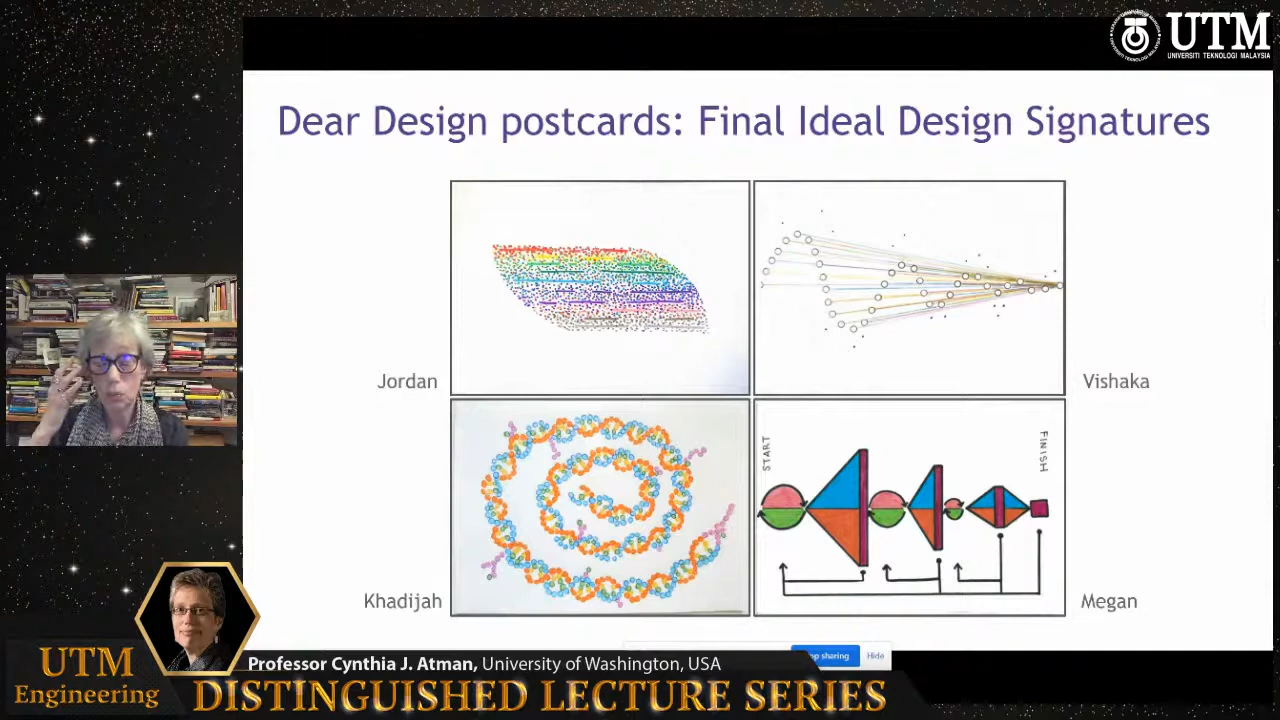 UTM
UNIVERSITI TEKNOLOGI MALAYSIA
Dear Design postcards: Final Ideal Design Signatures
Jordan
Vishaka
START
FINISH
Khadijah
Megan
sharing
Hide
Professor Cynthia J. Atman, University of Washington, USA
UTM
Engineering
DISTINGUISHED LECTURE SERIES